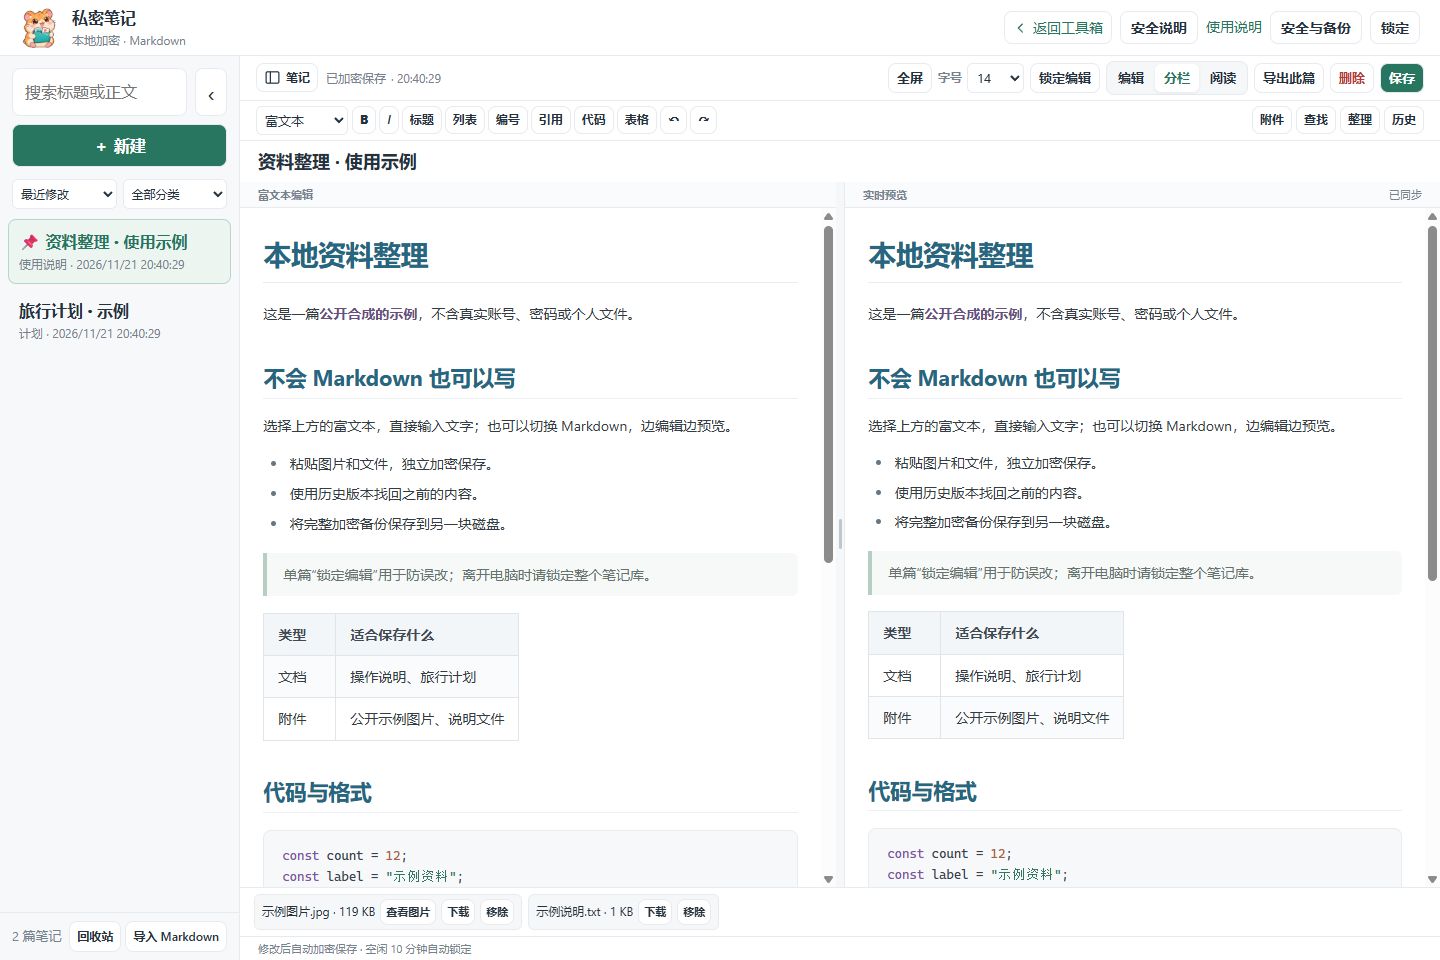 私密笔记
本地加密 · Markdown
返回工具箱 安全说明 使用说明 安全与备份 锁定
搜索标题或正文
+ 新建
最近修改 全部分类
资料整理 · 使用示例
使用说明 · 2026/11/21 20:40:29
旅行计划 · 示例
计划 · 2026/11/21 20:40:29
2 篇笔记 回收站 导入 Markdown
笔记 已加密保存 · 20:40:29 全屏 字号 14 锁定编辑 编辑 分栏 阅读 导出此篇 删除 保存
富文本 B I 标题 列表 编号 引用 代码 表格 附件 查找 整理 历史
资料整理 · 使用示例
富文本编辑
本地资料整理
这是一篇公开合成的示例，不含真实账号、密码或个人文件。
不会 Markdown 也可以写
选择上方的富文本，直接输入文字；也可以切换 Markdown，边编辑边预览。
粘贴图片和文件，独立加密保存。
使用历史版本找回之前的内容。
将完整加密备份保存到另一块磁盘。
单篇“锁定编辑”用于防误改；离开电脑时请锁定整个笔记库。
类型 适合保存什么
文档 操作说明、旅行计划
附件 公开示例图片、说明文件
代码与格式
const count = 12;
const label = "示例资料";
实时预览 已同步
本地资料整理
这是一篇公开合成的示例，不含真实账号、密码或个人文件。
不会 Markdown 也可以写
选择上方的富文本，直接输入文字；也可以切换 Markdown，边编辑边预览。
粘贴图片和文件，独立加密保存。
使用历史版本找回之前的内容。
将完整加密备份保存到另一块磁盘。
单篇“锁定编辑”用于防误改；离开电脑时请锁定整个笔记库。
类型 适合保存什么
文档 操作说明、旅行计划
附件 公开示例图片、说明文件
代码与格式
const count = 12;
const label = "示例资料";
示例图片.jpg · 119 KB 查看图片 下载 移除 示例说明.txt · 1 KB 下载 移除
修改后自动加密保存 · 空闲 10 分钟自动锁定